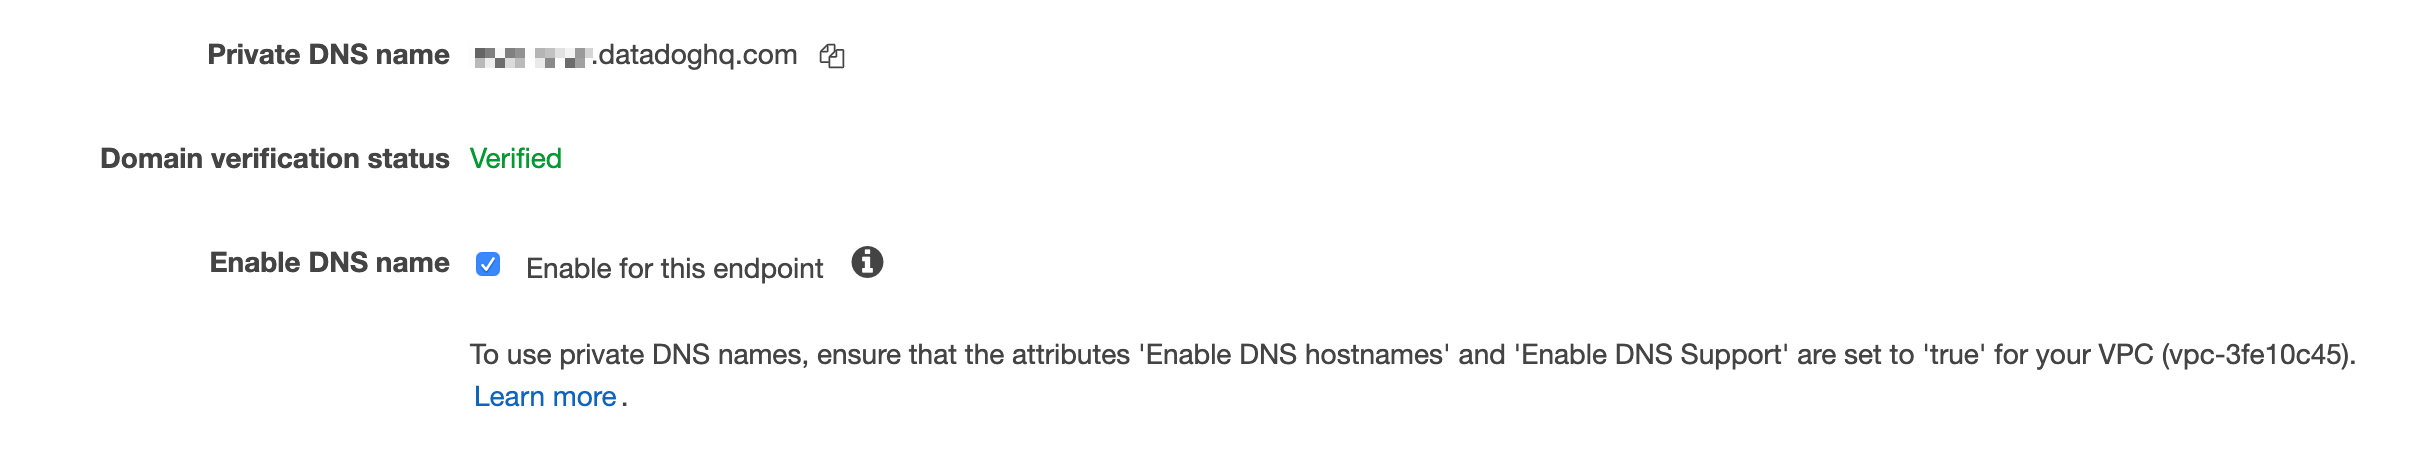 Private DNS name .datadoghq.com
Domain verification status Verified
Enable DNS name Enable for this endpoint
To use private DNS names, ensure that the attributes 'Enable DNS hostnames' and 'Enable DNS Support' are set to 'true' for your VPC (vpc-3fe10c45).
Learn more.